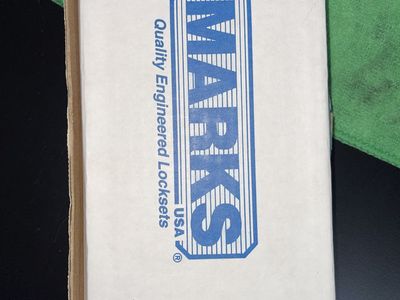 MARKS
USA ®
Quality Engineered Locksets